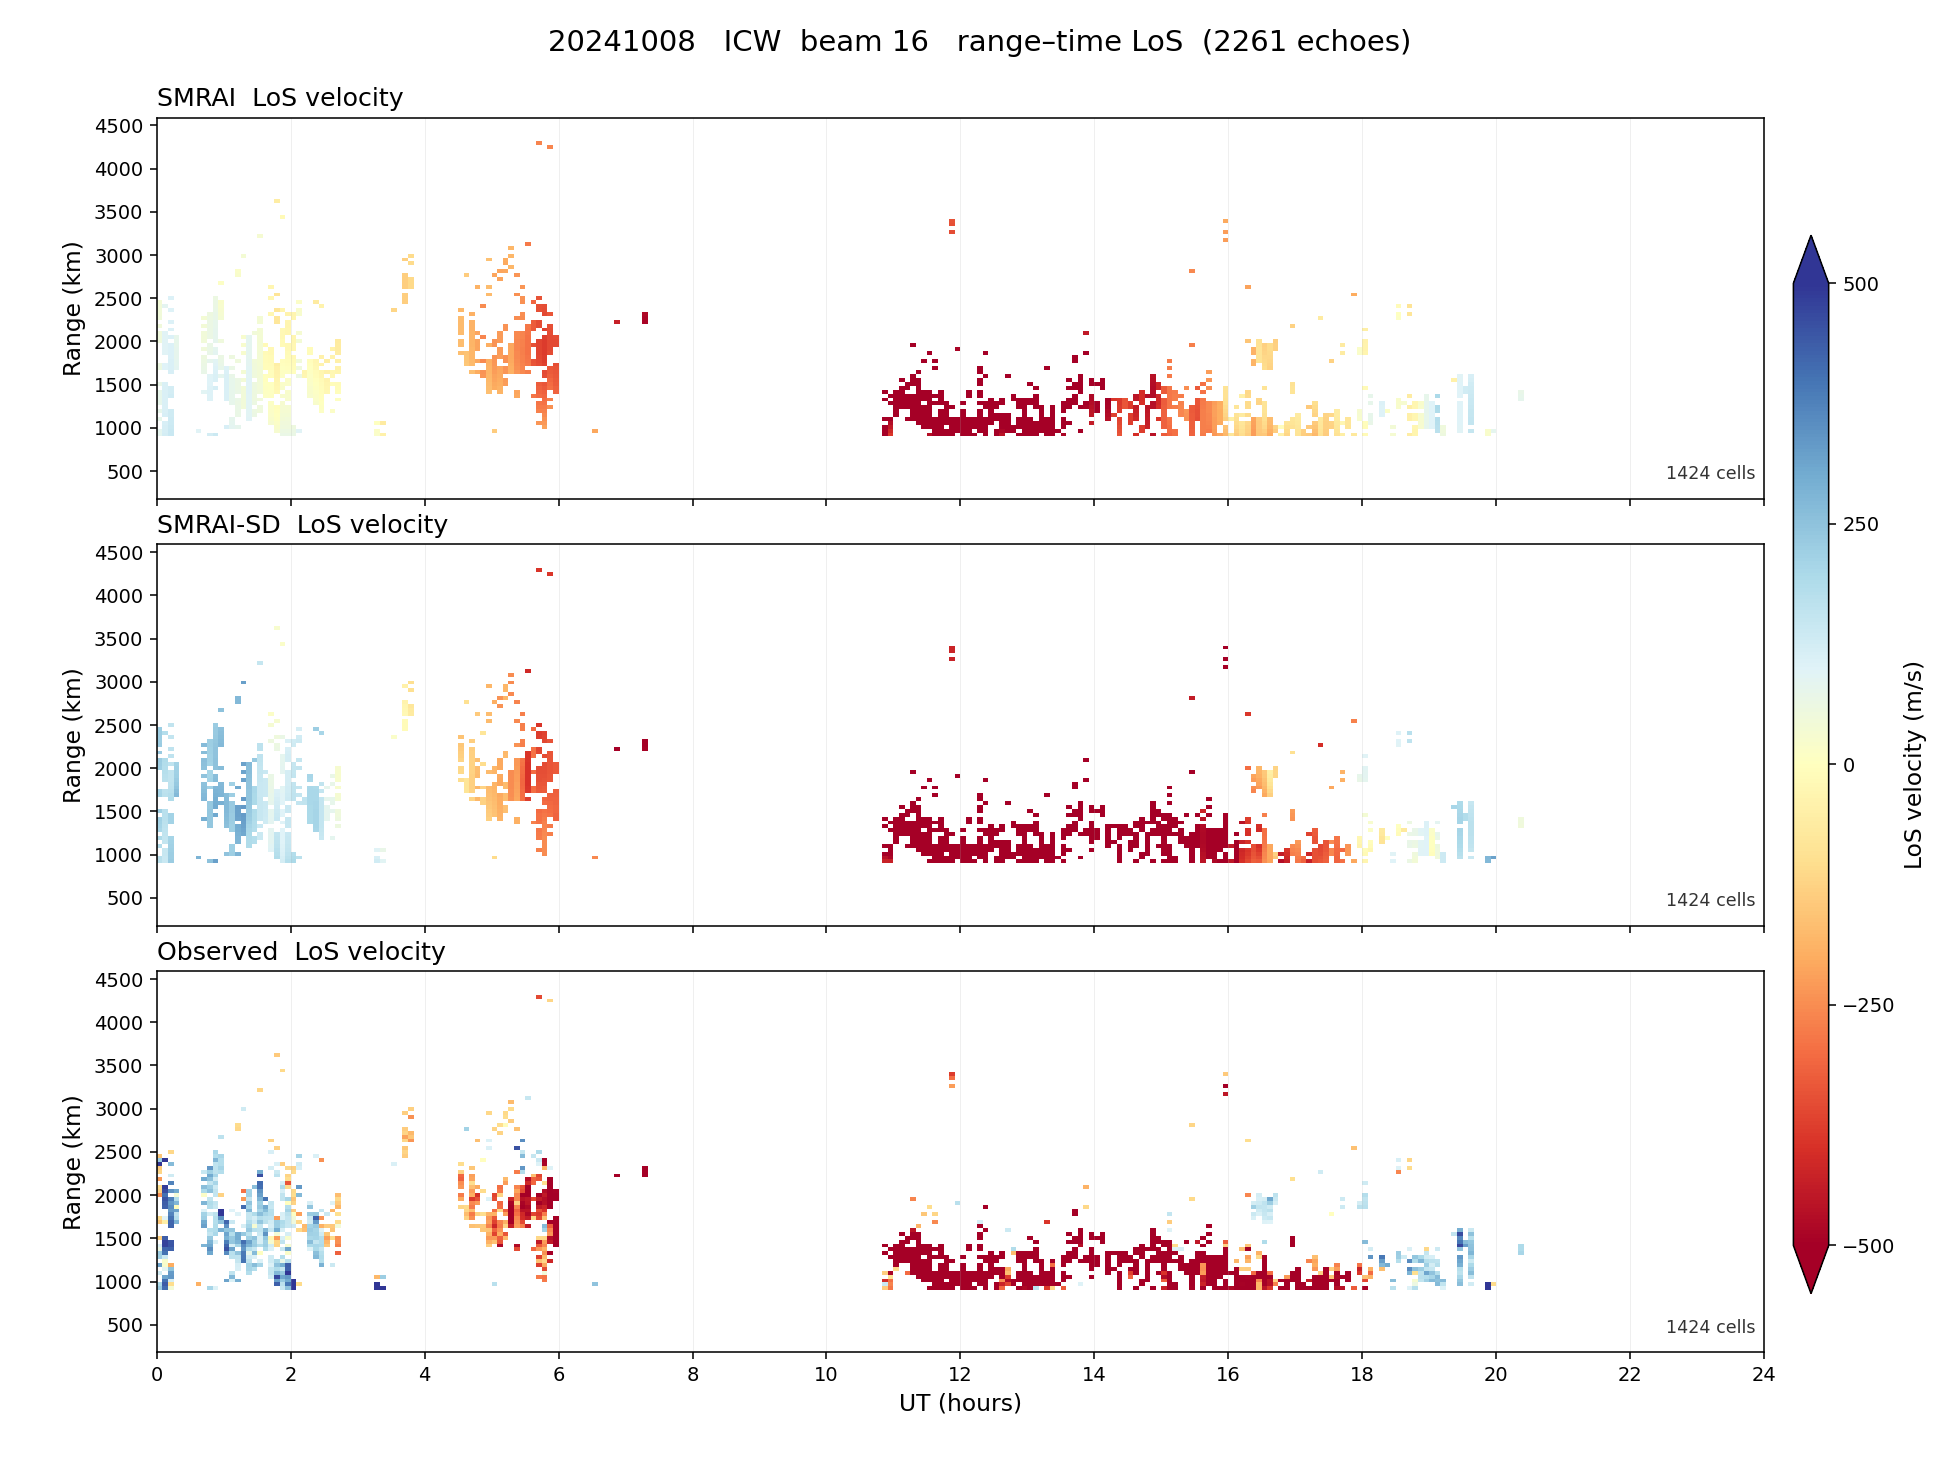 20241008   ICW  beam 16   range–time LoS  (2261 echoes)
SMRAI  LoS velocity
4500
4000
3500
3000
2500
2000
1500
1000
500
Range (km)
1424 cells
SMRAI-SD  LoS velocity
4500
4000
3500
3000
2500
2000
1500
1000
500
Range (km)
1424 cells
Observed  LoS velocity
4500
4000
3500
3000
2500
2000
1500
1000
500
Range (km)
1424 cells
0 2 4 6 8 10 12 14 16 18 20 22 24
UT (hours)
500
250
0
−250
−500
LoS velocity (m/s)